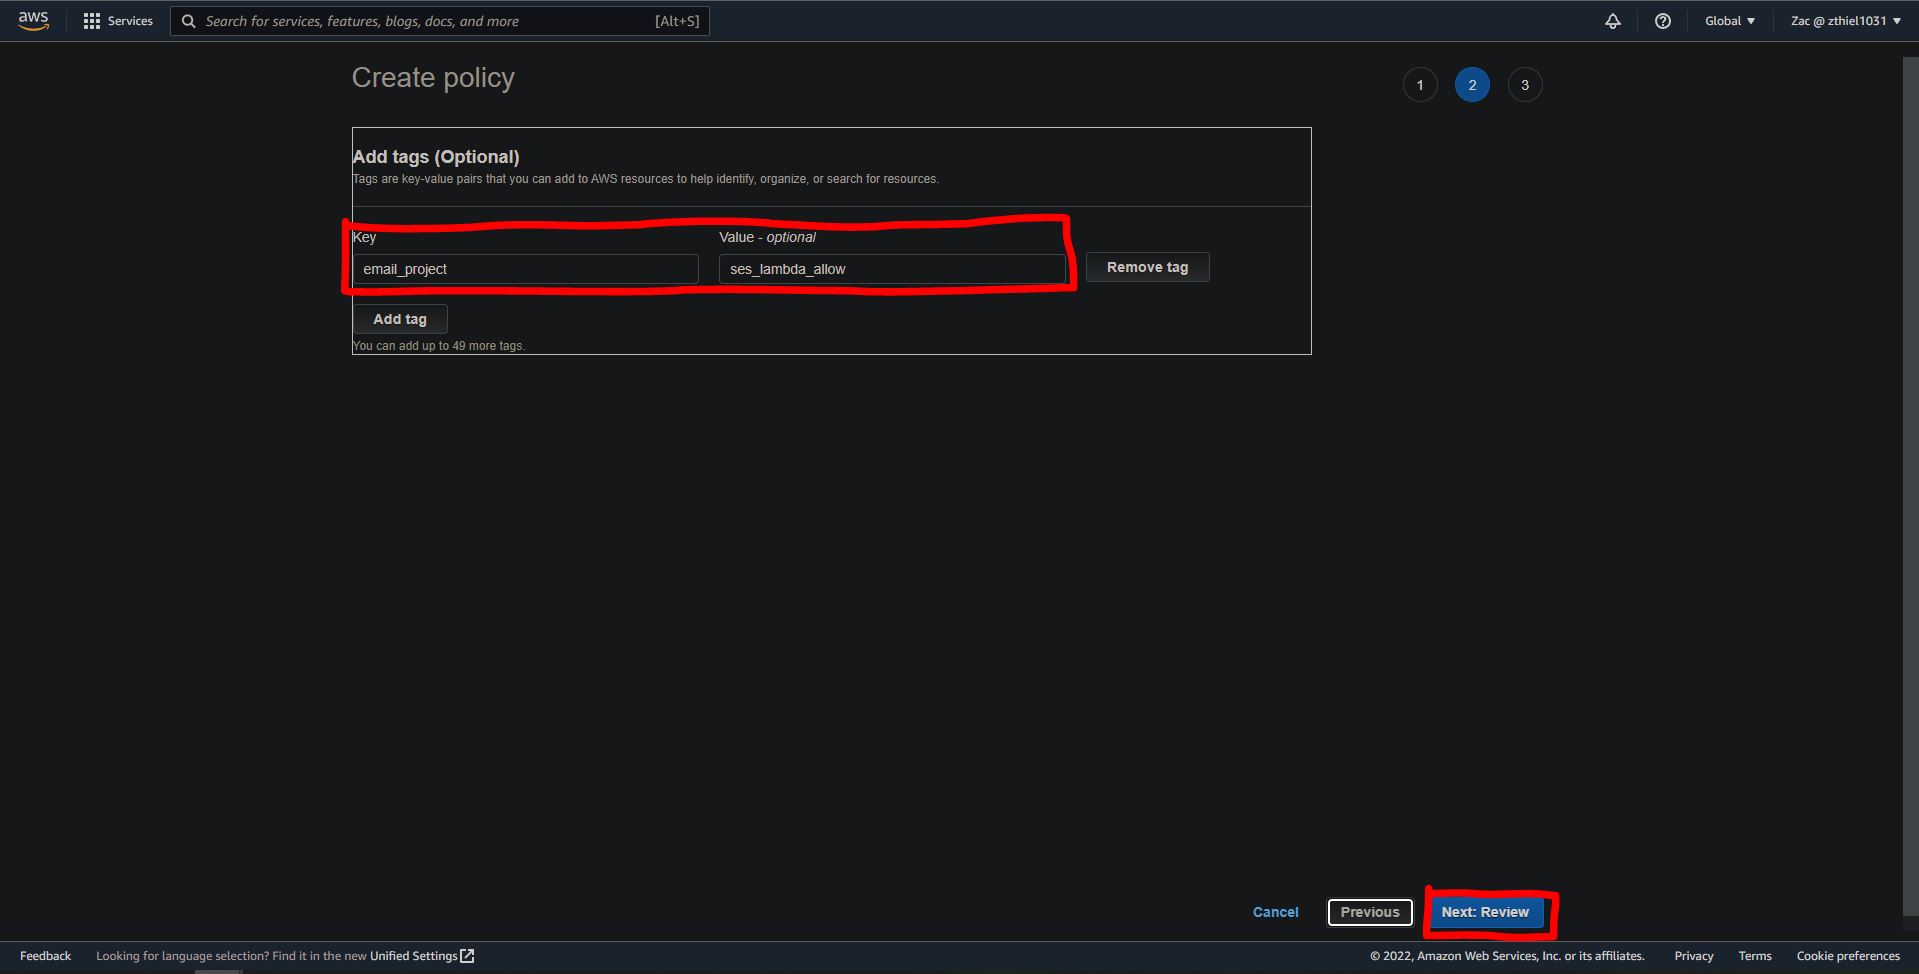 aws Services Search for services, features, blogs, docs, and more [Alt+S] Global Zac @ zthiel1031
Create policy 1 2 3
Add tags (Optional)
Tags are key-value pairs that you can add to AWS resources to help identify, organize, or search for resources.
Key Value - optional
email_project ses_lambda_allow Remove tag
Add tag
You can add up to 49 more tags.
Cancel Previous Next: Review
Feedback Looking for language selection? Find it in the new Unified Settings © 2022, Amazon Web Services, Inc. or its affiliates. Privacy Terms Cookie preferences